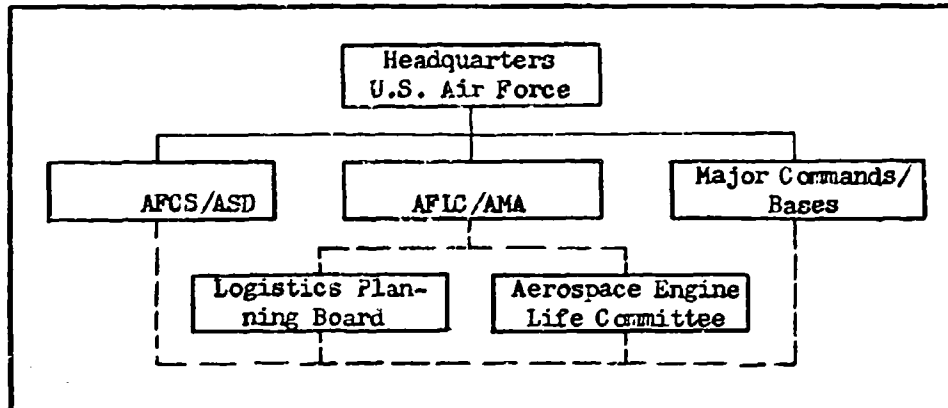 Headquarters
U.S. Air Force
AFCS/ASD
AFLC/AMA
Major Commands/
Bases
Logistics Plan-
ning Board
Aerospace Engine
Life Committee